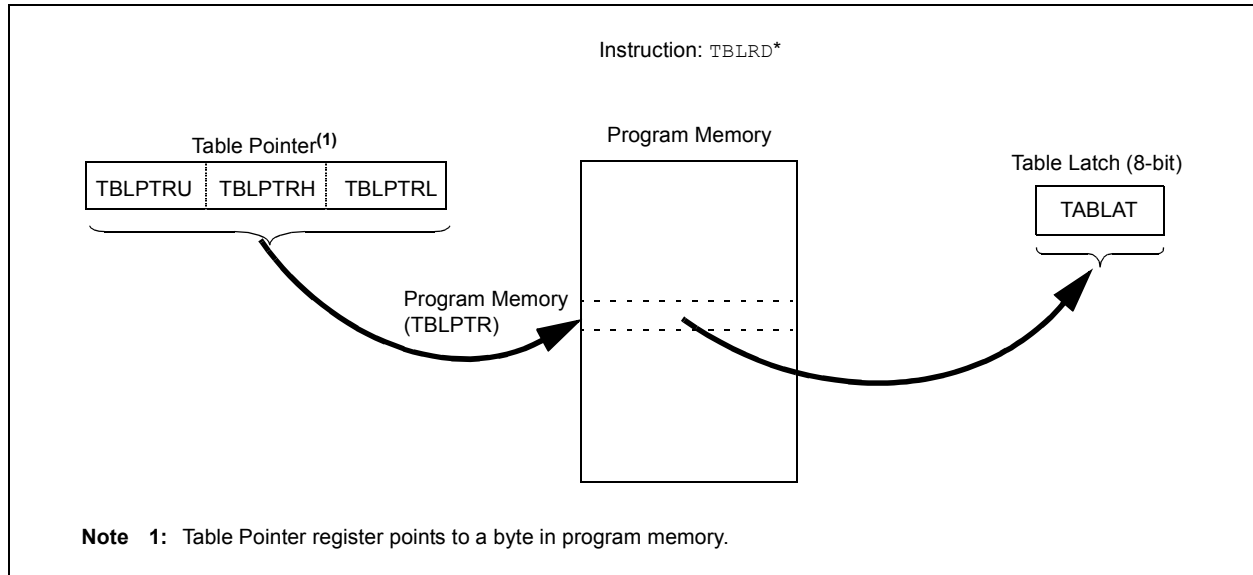 Instruction: TBLRD*
Table Pointer(1)
Program Memory
Table Latch (8-bit)
TBLPTRU TBLPTRH TBLPTRL
TABLAT
Program Memory
(TBLPTR)
Note 1: Table Pointer register points to a byte in program memory.